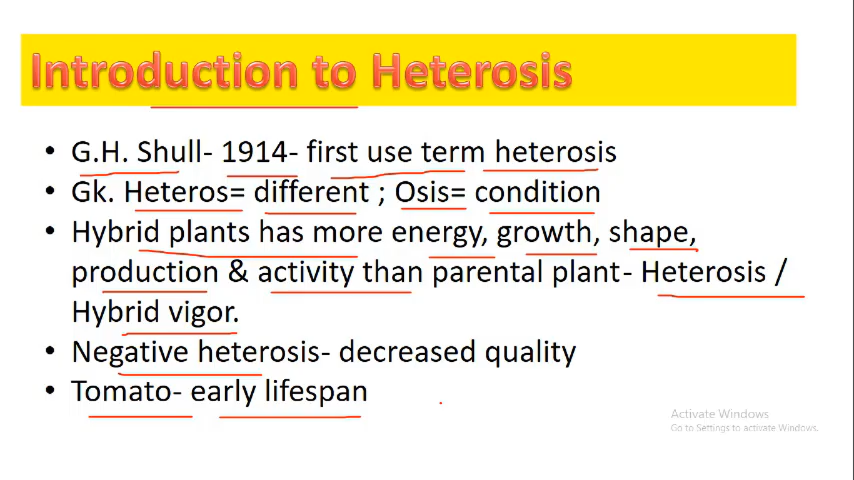 Introduction to Heterosis
• G.H. Shull- 1914- first use term heterosis
• Gk. Heteros= different ; Osis= condition
• Hybrid plants has more energy, growth, shape,
production & activity than parental plant- Heterosis /
Hybrid vigor.
• Negative heterosis- decreased quality
• Tomato- early lifespan
Activate Windows
Go to Settings to activate Windows.